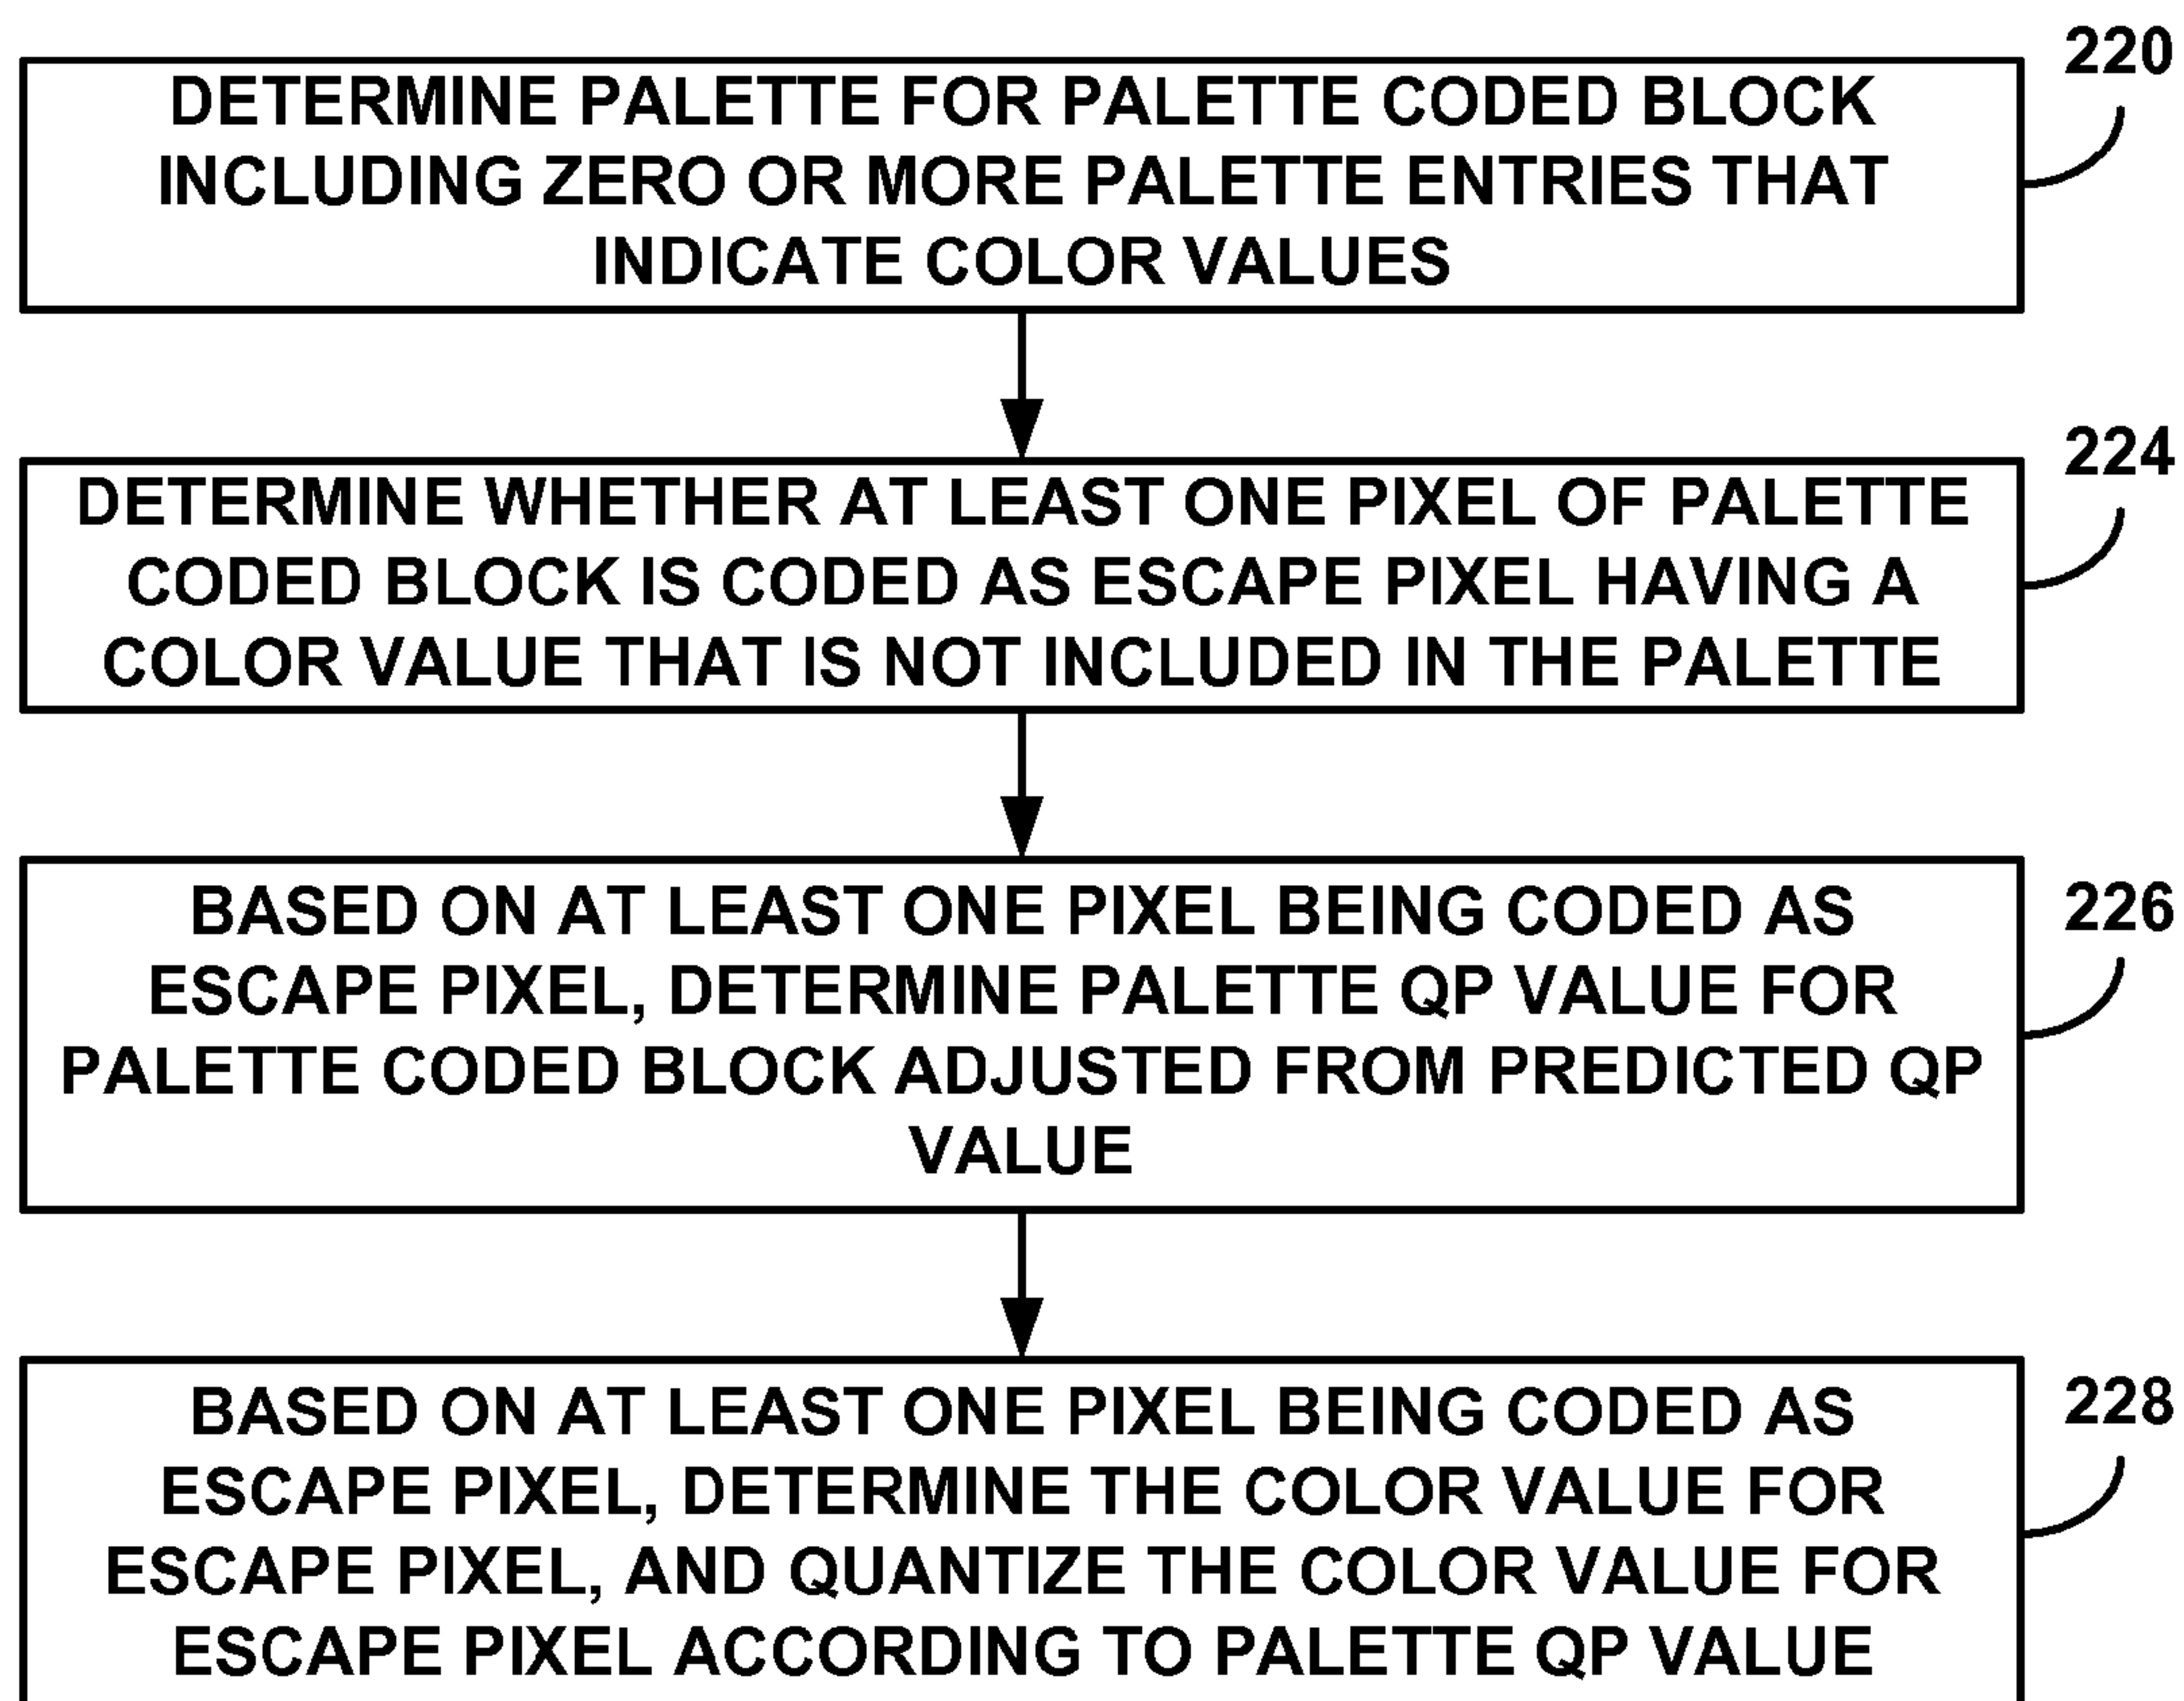 220
DETERMINE PALETTE FOR PALETTE CODED BLOCK
INCLUDING ZERO OR MORE PALETTE ENTRIES THAT
INDICATE COLOR VALUES
224
DETERMINE WHETHER AT LEAST ONE PIXEL OF PALETTE
CODED BLOCK IS CODED AS ESCAPE PIXEL HAVING A
COLOR VALUE THAT IS NOT INCLUDED IN THE PALETTE
226
BASED ON AT LEAST ONE PIXEL BEING CODED AS
ESCAPE PIXEL, DETERMINE PALETTE QP VALUE FOR
PALETTE CODED BLOCK ADJUSTED FROM PREDICTED QP
VALUE
228
BASED ON AT LEAST ONE PIXEL BEING CODED AS
ESCAPE PIXEL, DETERMINE THE COLOR VALUE FOR
ESCAPE PIXEL, AND QUANTIZE THE COLOR VALUE FOR
ESCAPE PIXEL ACCORDING TO PALETTE QP VALUE